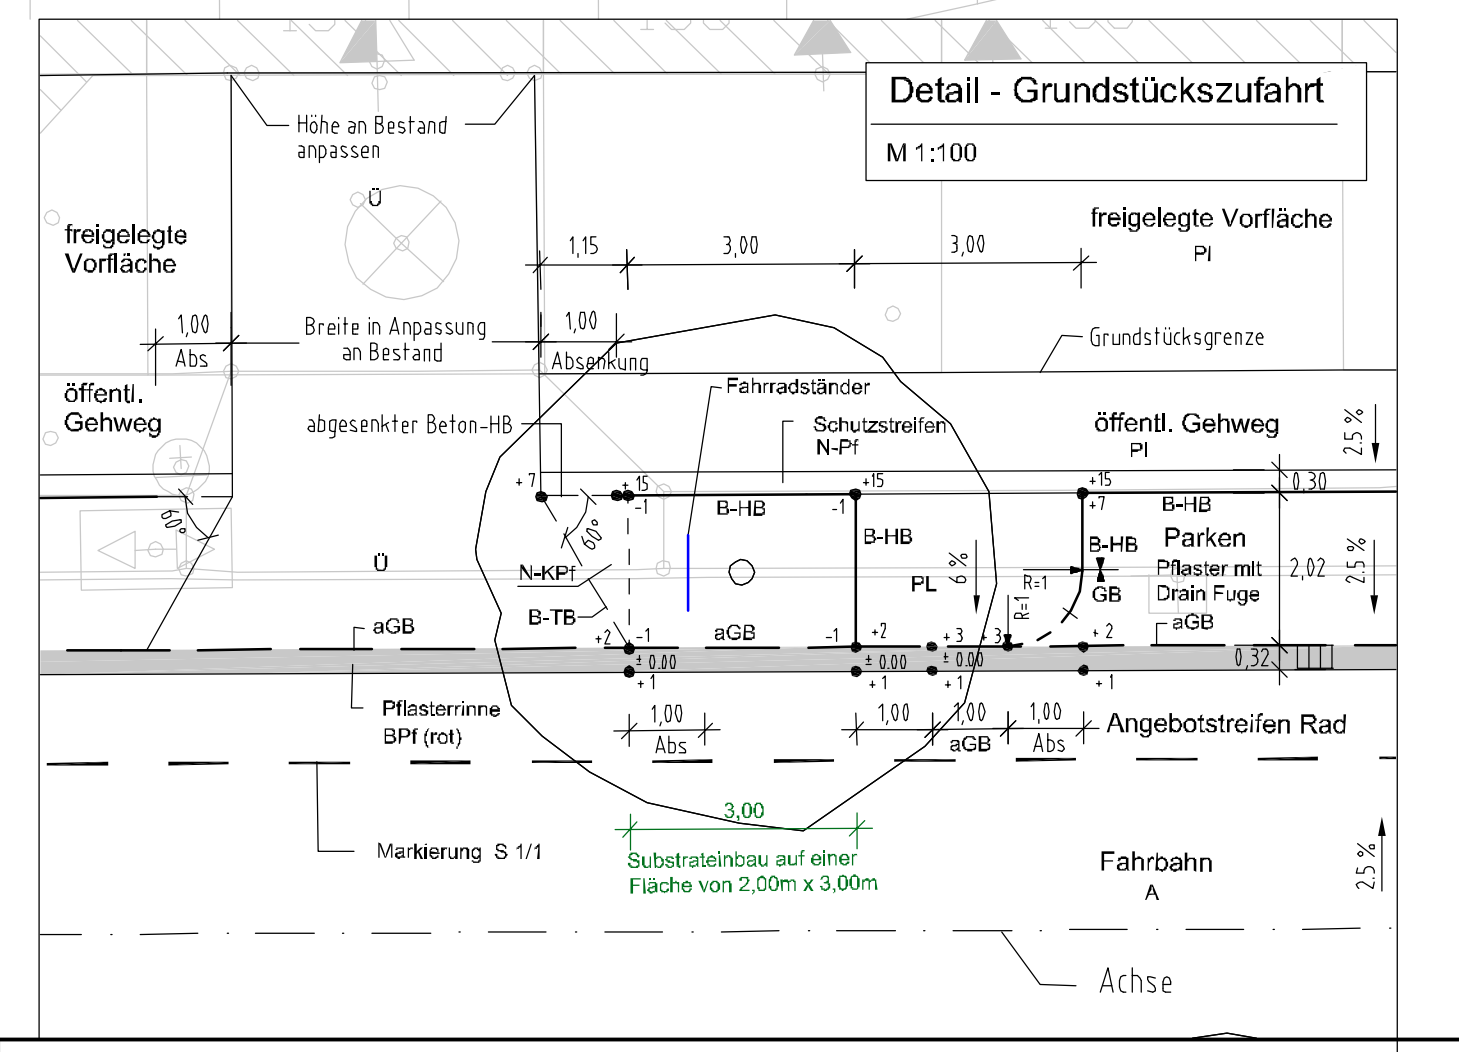 Detail - Grundstückszufahrt
M 1:100
Höhe an Bestand
anpassen
Ü
freigelegte
Vorfläche
freigelegte Vorfläche
Pl
1,15
3,00
3,00
1,00
Abs
Breite in Anpassung
an Bestand
1,00
Absenkung
Grundstücksgrenze
öffentl.
Gehweg
Fahrradständer
abgesenkter Beton-HB
Schutzstreifen
N-Pf
öffentl. Gehweg
Pl
2.5 %
+ 7
+ 15
-1
+15
-1
+15
+7
0,30
B-HB
B-HB
60°
60°
B-HB
B-HB
Parken
Pflaster mit
Drain Fuge
2,02
2.5 %
Ü
N-KPf
PL
6 %
R=1
R=1
GB
B-TB
aGB
aGB
aGB
+2
-1
-1
+2
+ 3
+ 3
+ 2
± 0.00
± 0.00
± 0.00
0,32
+ 1
+ 1
+ 1
+ 1
Pflasterrinne
BPf (rot)
1,00
Abs
1,00
1,00
aGB
1,00
Abs
Angebotstreifen Rad
3,00
Substrateinbau auf einer
Fläche von 2,00m x 3,00m
Markierung S 1/1
Fahrbahn
A
2.5 %
Achse